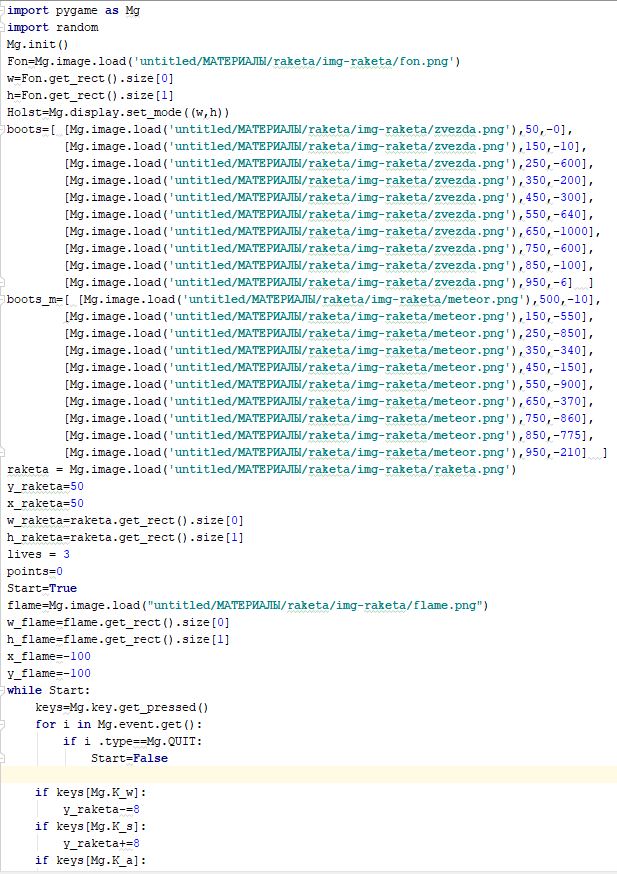 import pygame as Mg
import random
Mg.init()
Fon=Mg.image.load('untitled/МАТЕРИАЛЫ/raketa/img-raketa/fon.png')
w=Fon.get_rect().size[0]
h=Fon.get_rect().size[1]
Holst=Mg.display.set_mode((w,h))
boots=[ [Mg.image.load('untitled/МАТЕРИАЛЫ/raketa/img-raketa/zvezda.png'),50,-0],
        [Mg.image.load('untitled/МАТЕРИАЛЫ/raketa/img-raketa/zvezda.png'),150,-10],
        [Mg.image.load('untitled/МАТЕРИАЛЫ/raketa/img-raketa/zvezda.png'),250,-600],
        [Mg.image.load('untitled/МАТЕРИАЛЫ/raketa/img-raketa/zvezda.png'),350,-200],
        [Mg.image.load('untitled/МАТЕРИАЛЫ/raketa/img-raketa/zvezda.png'),450,-300],
        [Mg.image.load('untitled/МАТЕРИАЛЫ/raketa/img-raketa/zvezda.png'),550,-640],
        [Mg.image.load('untitled/МАТЕРИАЛЫ/raketa/img-raketa/zvezda.png'),650,-1000],
        [Mg.image.load('untitled/МАТЕРИАЛЫ/raketa/img-raketa/zvezda.png'),750,-600],
        [Mg.image.load('untitled/МАТЕРИАЛЫ/raketa/img-raketa/zvezda.png'),850,-100],
        [Mg.image.load('untitled/МАТЕРИАЛЫ/raketa/img-raketa/zvezda.png'),950,-6]  ]
boots_m=[ [Mg.image.load('untitled/МАТЕРИАЛЫ/raketa/img-raketa/meteor.png'),500,-10],
        [Mg.image.load('untitled/МАТЕРИАЛЫ/raketa/img-raketa/meteor.png'),150,-550],
        [Mg.image.load('untitled/МАТЕРИАЛЫ/raketa/img-raketa/meteor.png'),250,-850],
        [Mg.image.load('untitled/МАТЕРИАЛЫ/raketa/img-raketa/meteor.png'),350,-340],
        [Mg.image.load('untitled/МАТЕРИАЛЫ/raketa/img-raketa/meteor.png'),450,-150],
        [Mg.image.load('untitled/МАТЕРИАЛЫ/raketa/img-raketa/meteor.png'),550,-900],
        [Mg.image.load('untitled/МАТЕРИАЛЫ/raketa/img-raketa/meteor.png'),650,-370],
        [Mg.image.load('untitled/МАТЕРИАЛЫ/raketa/img-raketa/meteor.png'),750,-860],
        [Mg.image.load('untitled/МАТЕРИАЛЫ/raketa/img-raketa/meteor.png'),850,-775],
        [Mg.image.load('untitled/МАТЕРИАЛЫ/raketa/img-raketa/meteor.png'),950,-210]  ]
raketa = Mg.image.load('untitled/МАТЕРИАЛЫ/raketa/img-raketa/raketa.png')
y_raketa=50
x_raketa=50
w_raketa=raketa.get_rect().size[0]
h_raketa=raketa.get_rect().size[1]
lives = 3
points=0
Start=True
flame=Mg.image.load("untitled/МАТЕРИАЛЫ/raketa/img-raketa/flame.png")
w_flame=flame.get_rect().size[0]
h_flame=flame.get_rect().size[1]
x_flame=-100
y_flame=-100
while Start:
    keys=Mg.key.get_pressed()
    for i in Mg.event.get():
        if i .type==Mg.QUIT:
            Start=False
    if keys[Mg.K_w]:
        y_raketa-=8
    if keys[Mg.K_s]:
        y_raketa+=8
    if keys[Mg.K_a]: